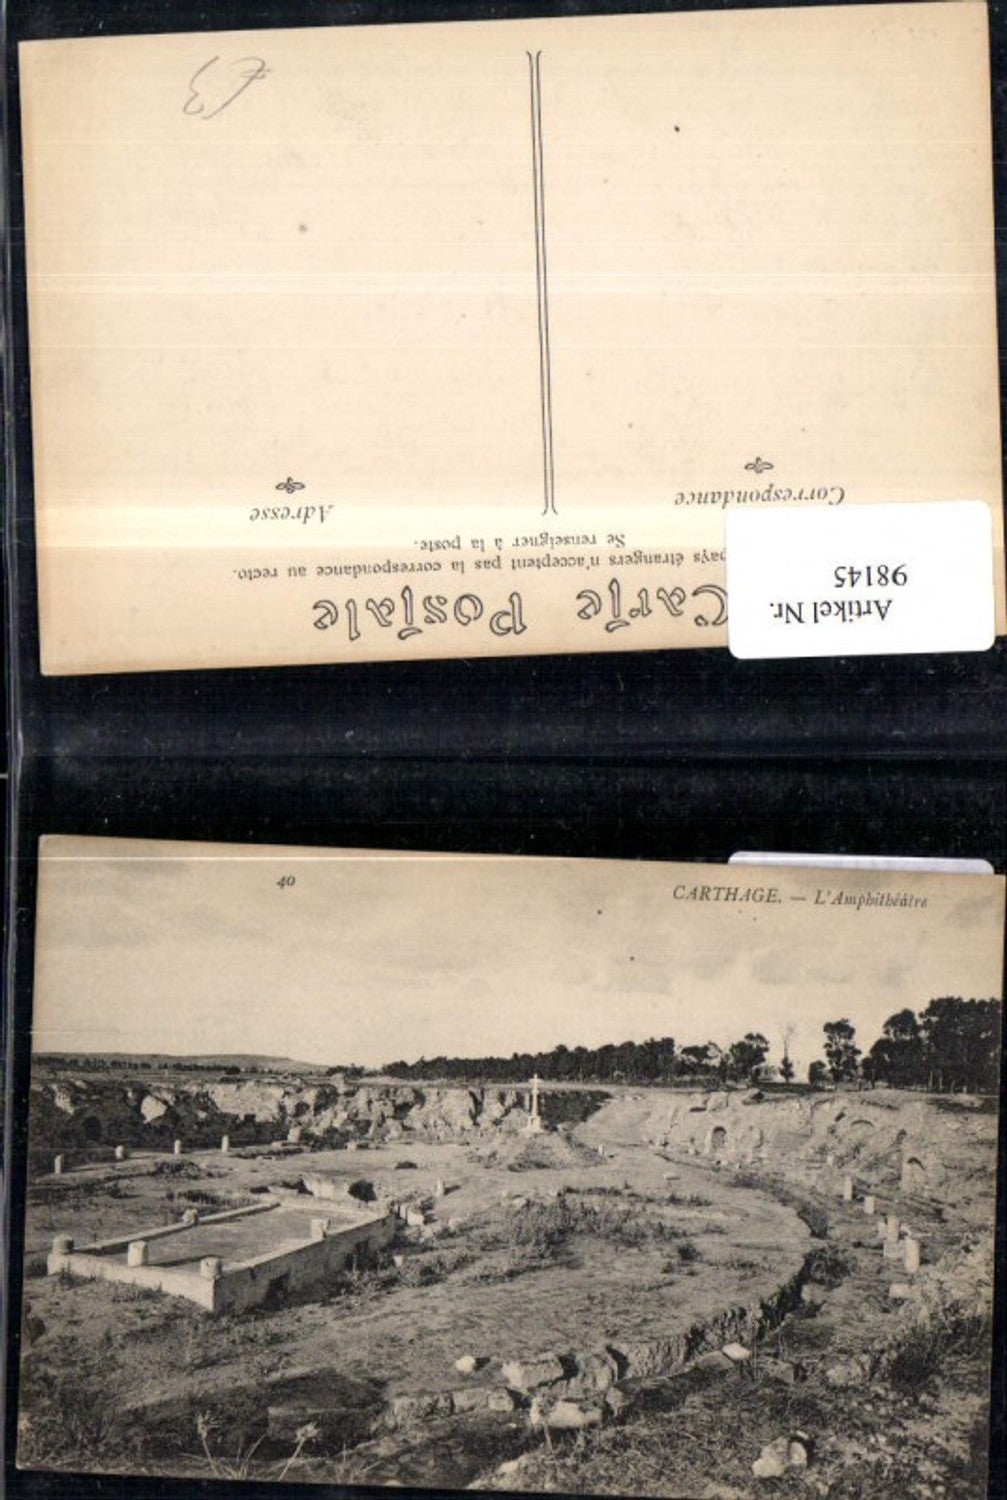 Carte Postale
pays étrangers n'acceptent pas la correspondance au recto.
Se renseigner à la poste.
Correspondance
Adresse
€3
Artikel Nr.
98145
40
CARTHAGE. — L'Amphithéâtre